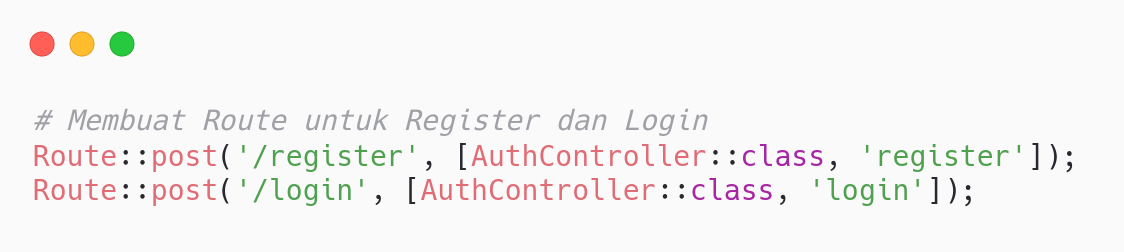 # Membuat Route untuk Register dan Login
Route::post('/register', [AuthController::class, 'register']);
Route::post('/login', [AuthController::class, 'login']);